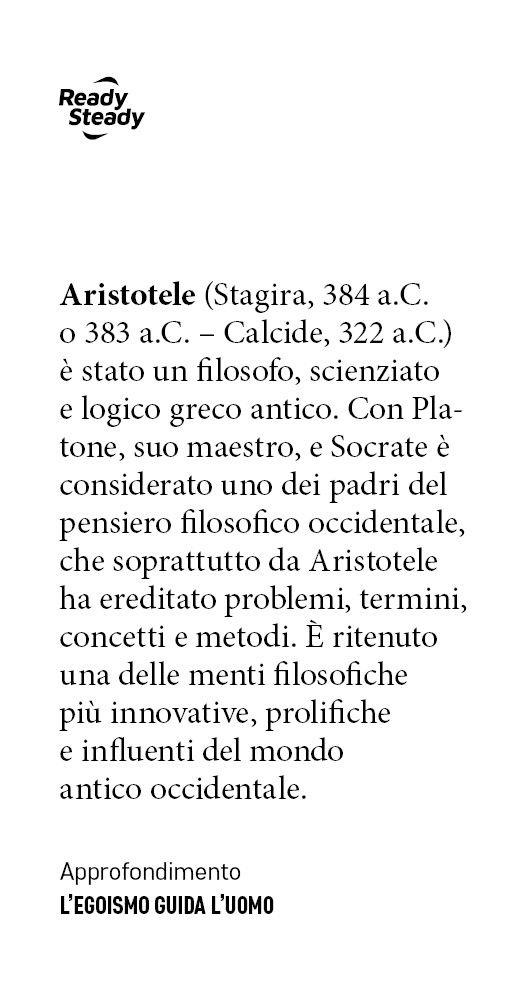 Ready
Steady
Aristotele (Stagira, 384 a.C.
o 383 a.C. – Calcide, 322 a.C.)
è stato un filosofo, scienziato
e logico greco antico. Con Pla-
tone, suo maestro, e Socrate è
considerato uno dei padri del
pensiero filosofico occidentale,
che soprattutto da Aristotele
ha ereditato problemi, termini,
concetti e metodi. È ritenuto
una delle menti filosofiche
più innovative, prolifiche
e influenti del mondo
antico occidentale.
Approfondimento
L'EGOISMO GUIDA L'UOMO